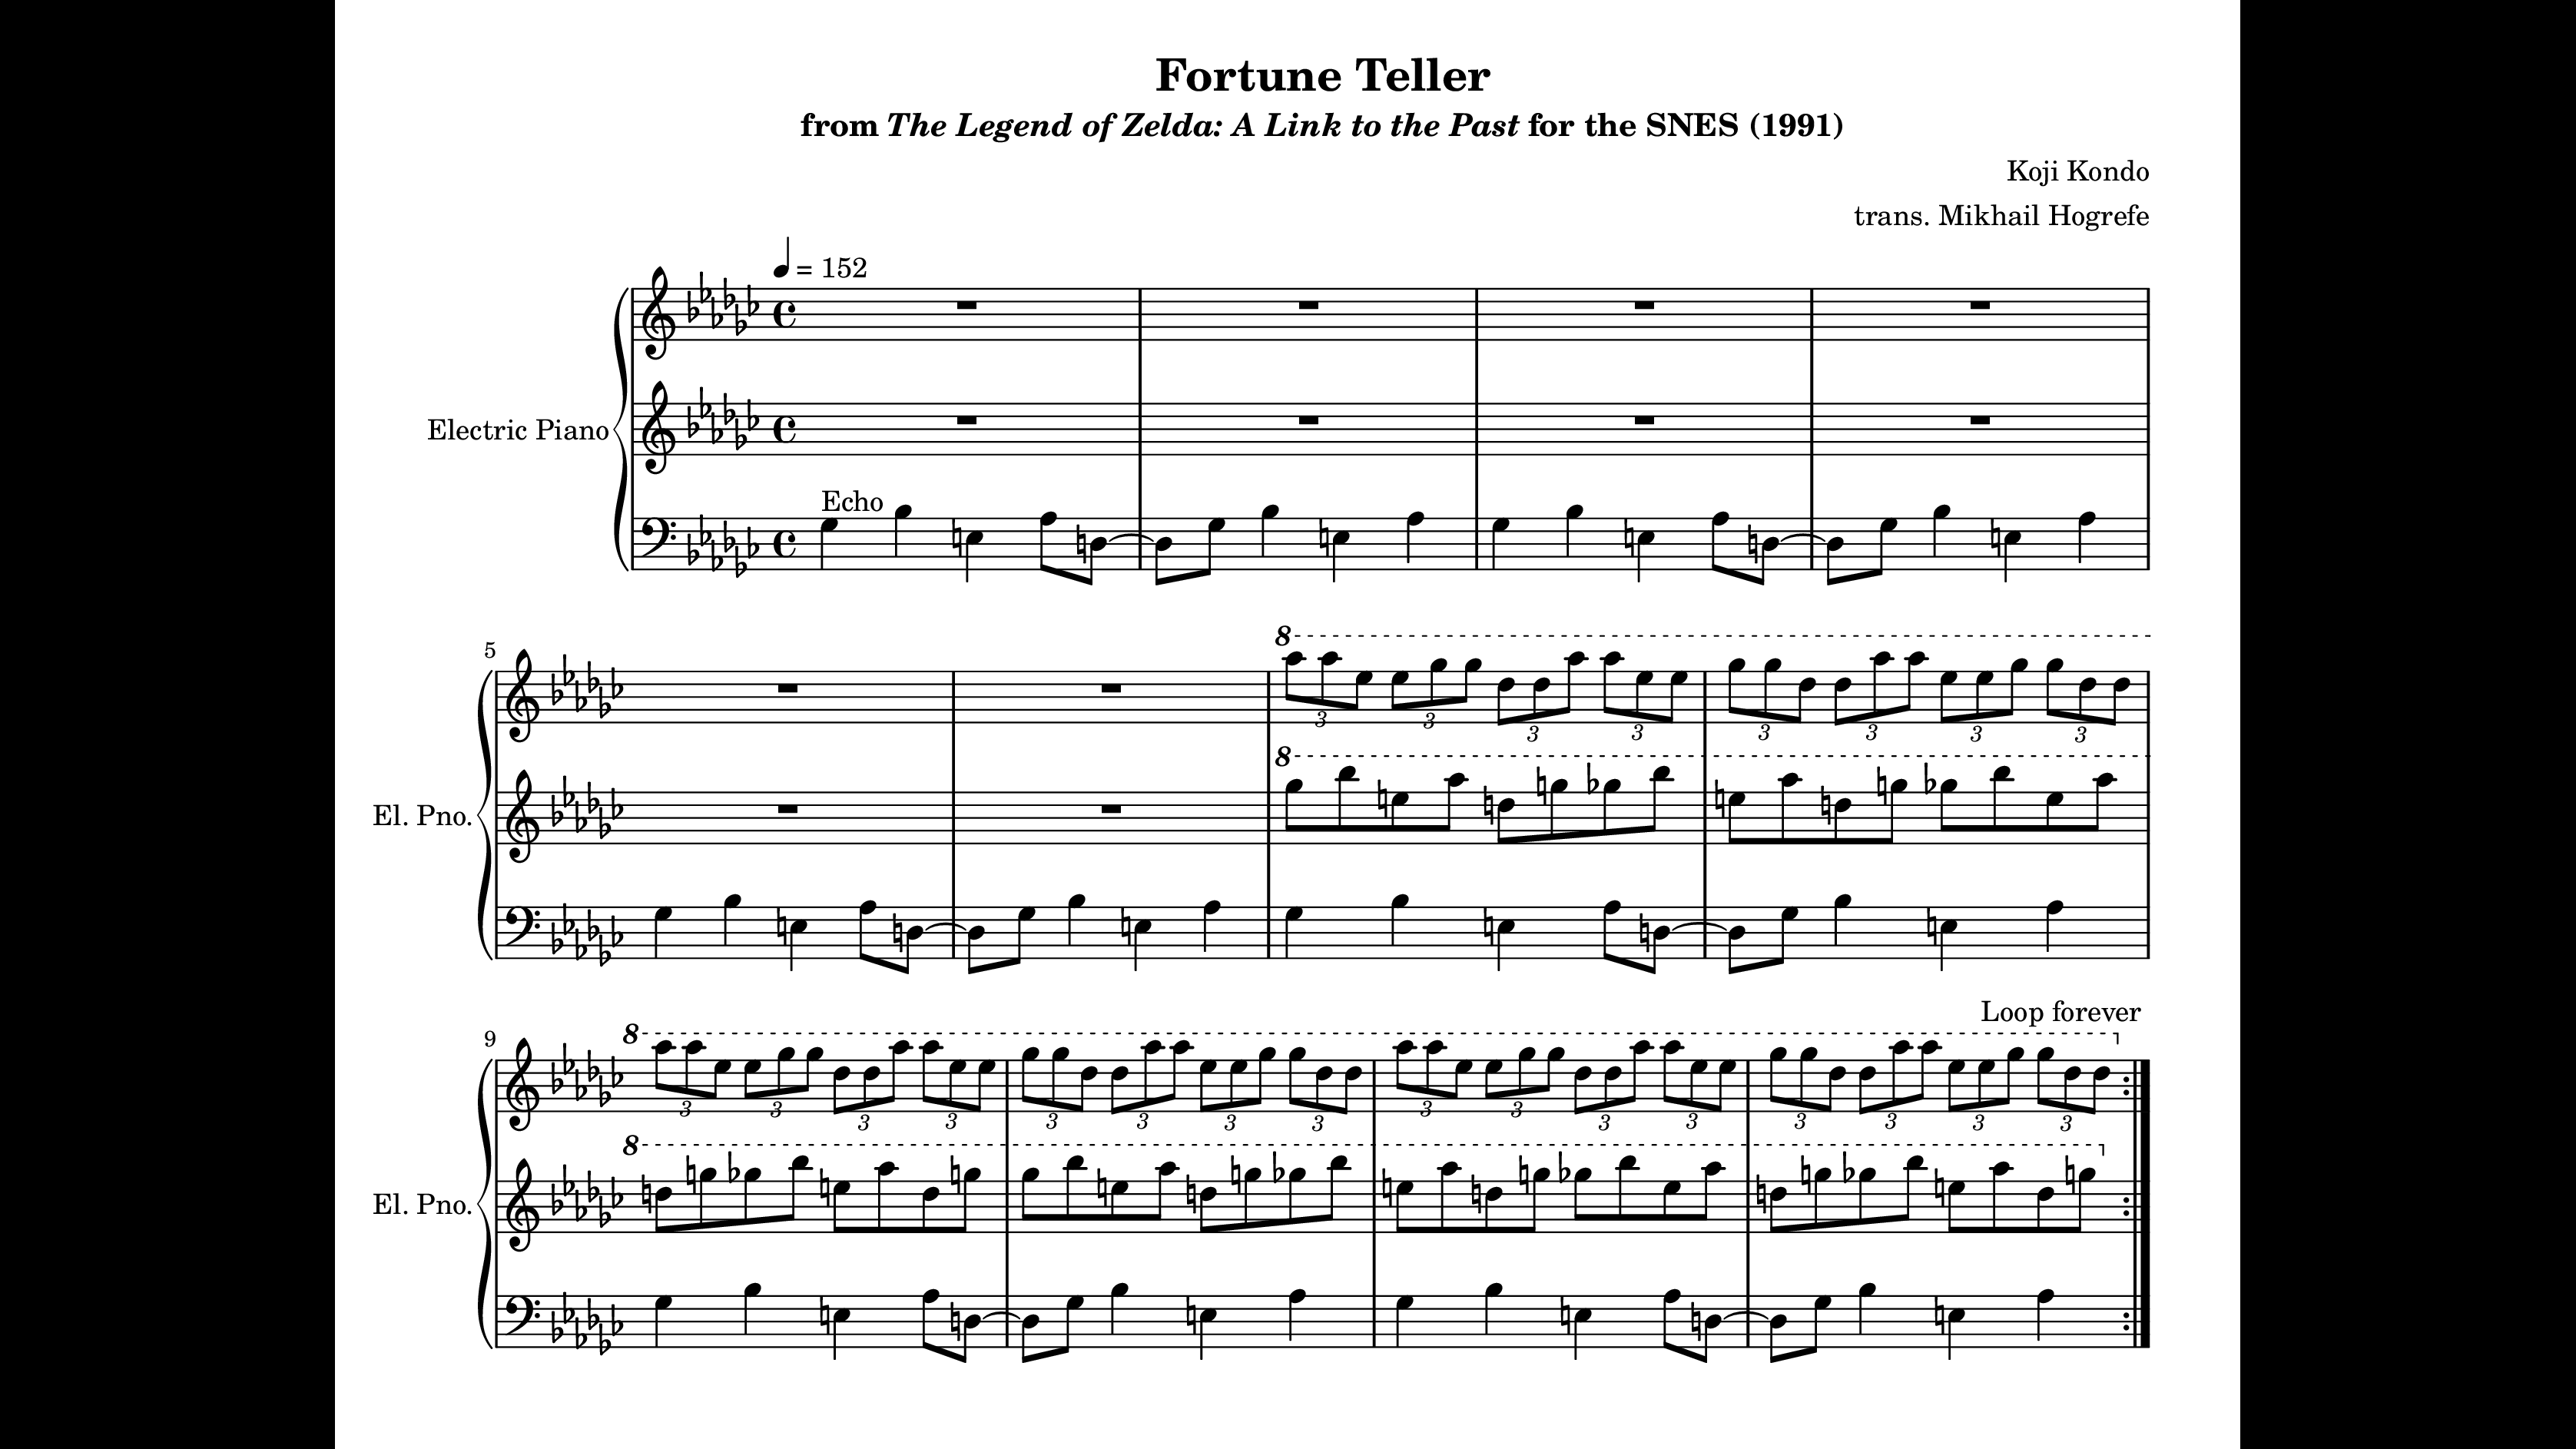 Fortune Teller
from The Legend of Zelda: A Link to the Past for the SNES (1991)
Koji Kondo
trans. Mikhail Hogrefe
= 152
Electric Piano
Echo
5
8
3 3 3 3 3 3 3 3
8
El. Pno.
Loop forever
9
8
3 3 3 3 3 3 3 3 3 3 3 3 3 3 3 3
8
El. Pno.